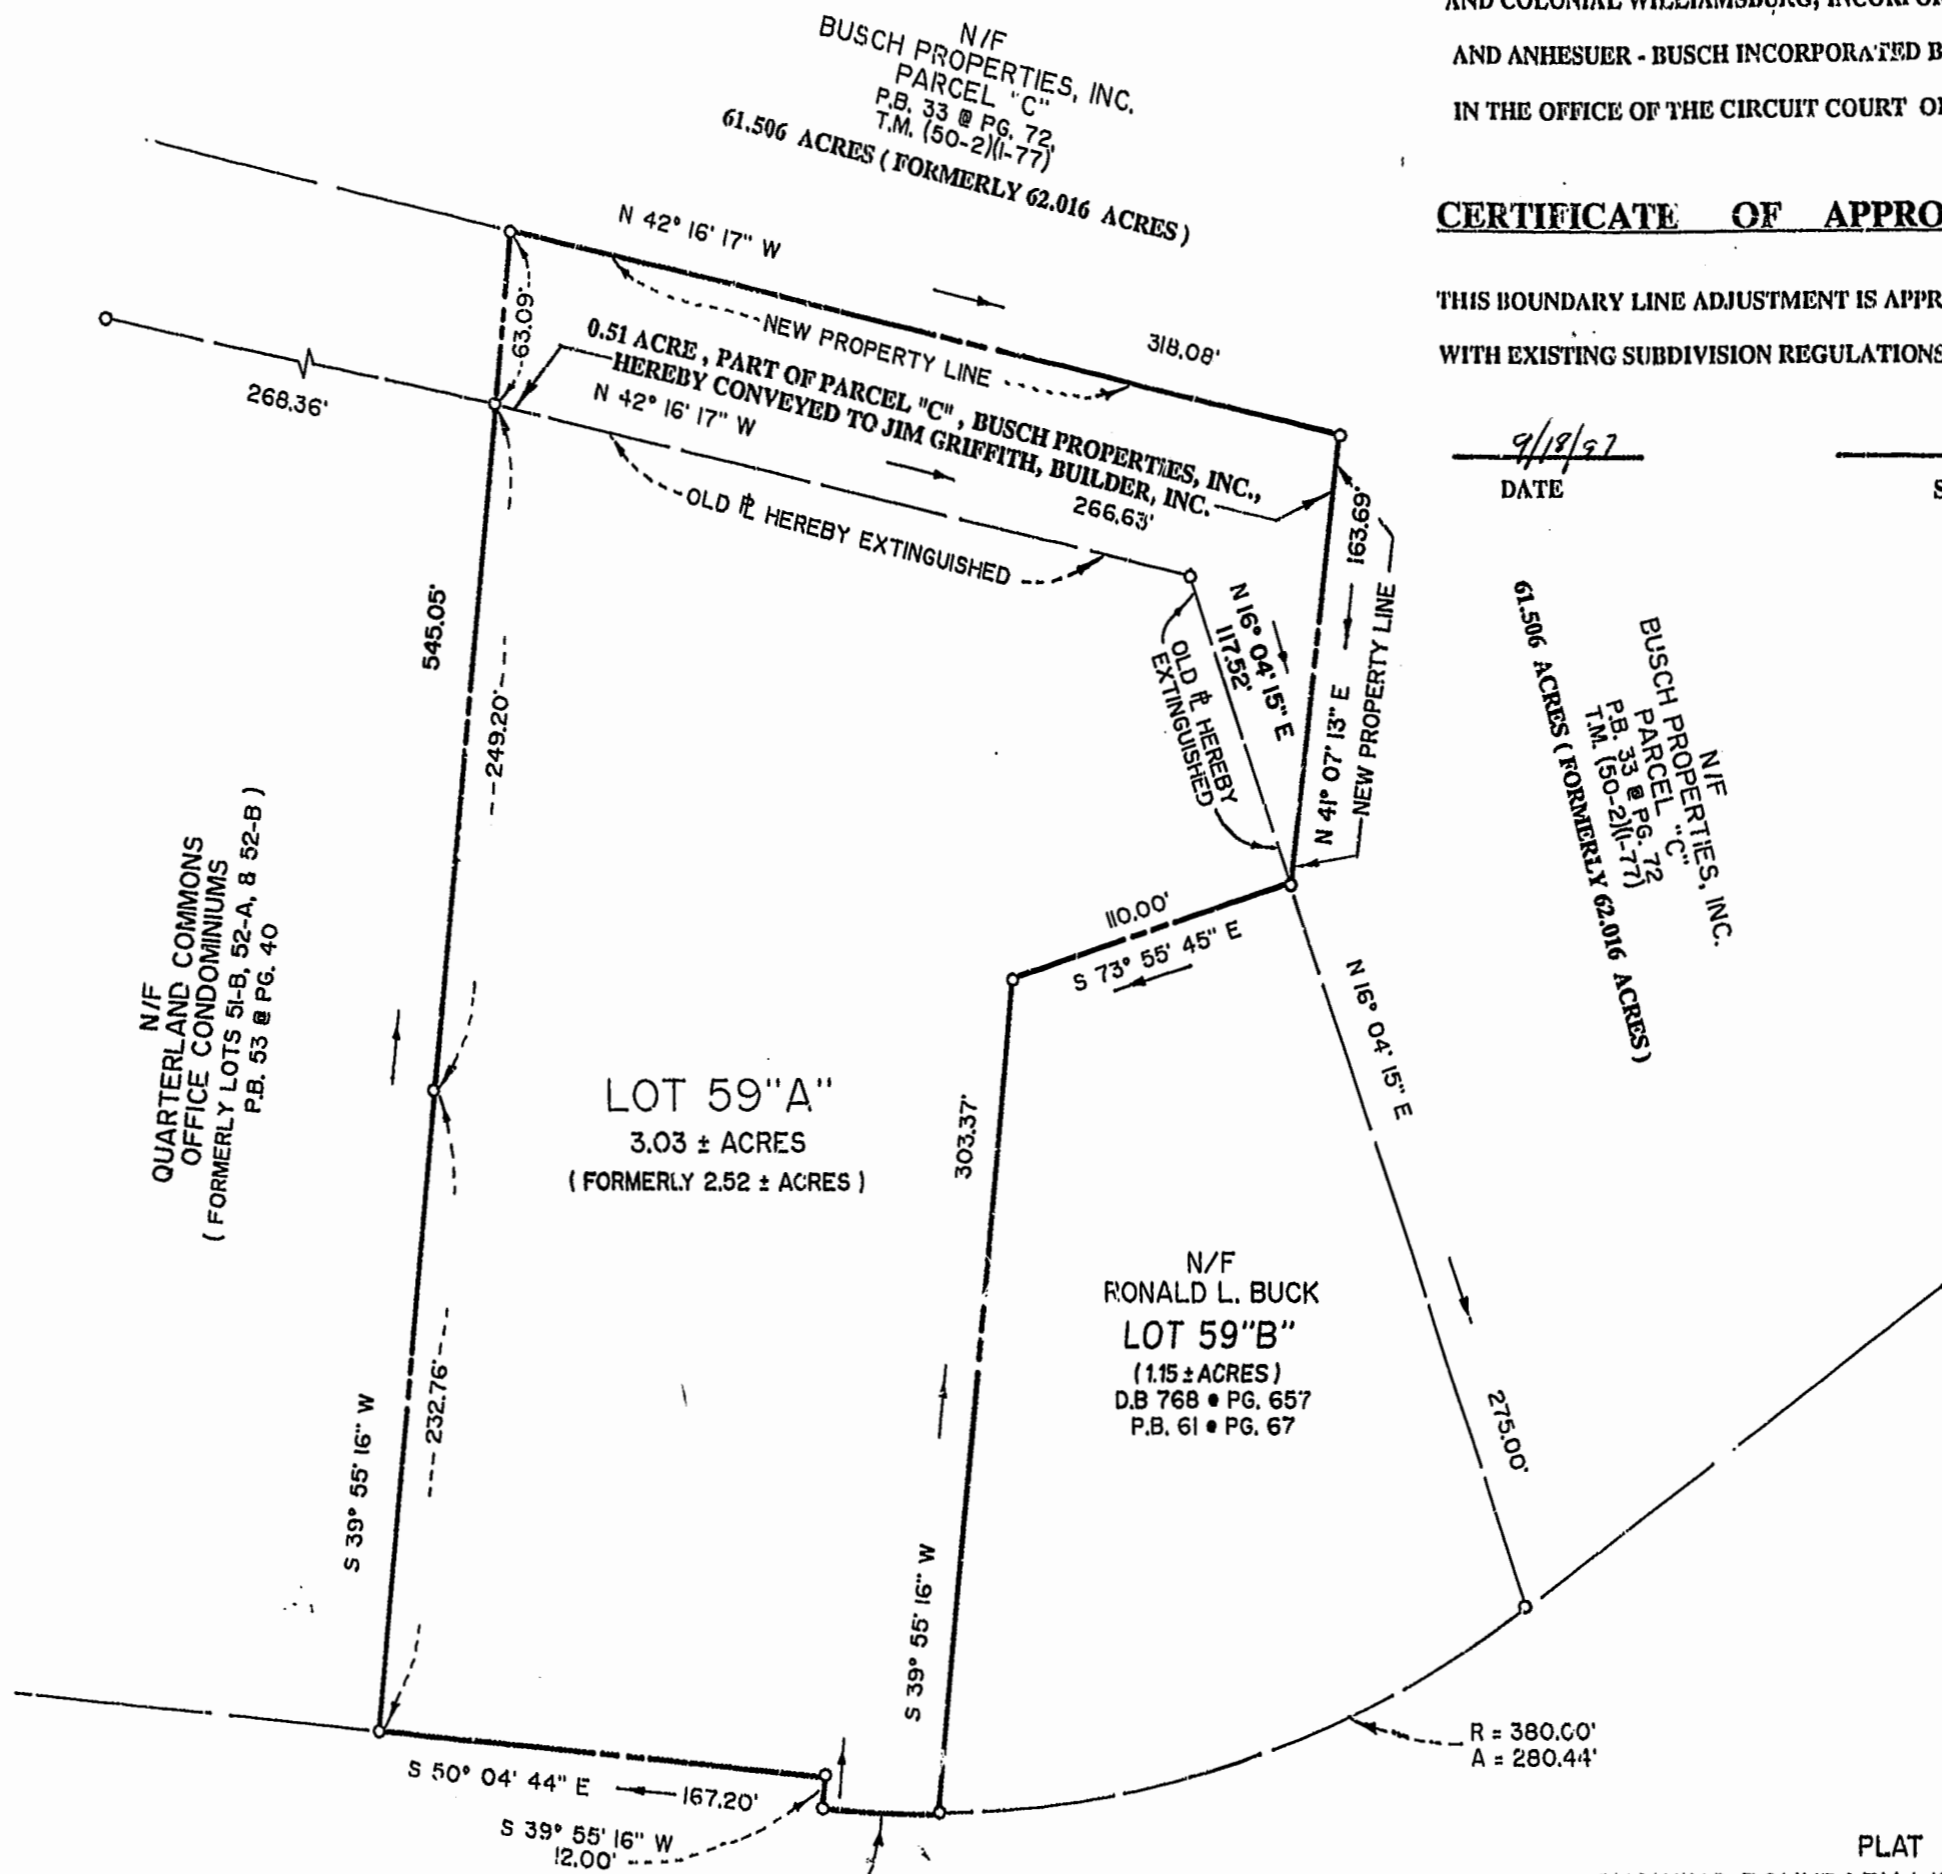 AND COLONIAL WILLIAMSBURG,
AND ANHESUER - BUSCH INCORPORATED B
IN THE OFFICE OF THE CIRCUIT COURT
CERTIFICATE OF APPRO
THIS BOUNDARY LINE ADJUSTMENT IS APPR
WITH EXISTING SUBDIVISION REGULATIONS
9/18/97
DATE
S
N/F
BUSCH PROPERTIES, INC.
PARCEL "C"
P.B. 33 @ PG. 72,
T.M. (50-2)(1-77)
61.506 ACRES ( FORMERLY 62.016 ACRES )
N 42° 16' 17" W
318.08'
NEW PROPERTY LINE
63.09'
0.51 ACRE , PART OF PARCEL "C" , BUSCH PROPERTIES, INC.,
HEREBY CONVEYED TO JIM GRIFFITH, BUILDER, INC.
268.36'
N 42° 16' 17" W
266.63'
OLD ⅊ HEREBY EXTINGUISHED
163.69'
N 41° 07' 13" E
NEW PROPERTY LINE
N 16° 04' 15" E
117.52'
OLD ⅊ HEREBY
EXTINGUISHED
N/F
BUSCH PROPERTIES, INC.
PARCEL "C"
P.B. 33 @ PG. 72
T.M. (50-2)(1-77)
61.506 ACRES ( FORMERLY 62.016 ACRES )
545.05'
249.20'
110.00'
S 73° 55' 45" E
N/F
QUARTERLAND COMMONS
OFFICE CONDOMINIUMS
( FORMERLY LOTS 51-B, 52-A, & 52-B )
P.B. 53 @ PG. 40
LOT 59"A"
3.03 ± ACRES
( FORMERLY 2.52 ± ACRES )
303.37'
N 16° 04' 15" E
275.00'
N/F
RONALD L. BUCK
LOT 59"B"
(1.15 ± ACRES )
D.B 768 • PG. 657
P.B. 61 • PG. 67
232.76'
S 39° 55' 16" W
S 39° 55' 16" W
R = 380.00'
A = 280.44'
S 50° 04' 44" E
167.20'
S 39° 55' 16" W
12.00'
PLAT